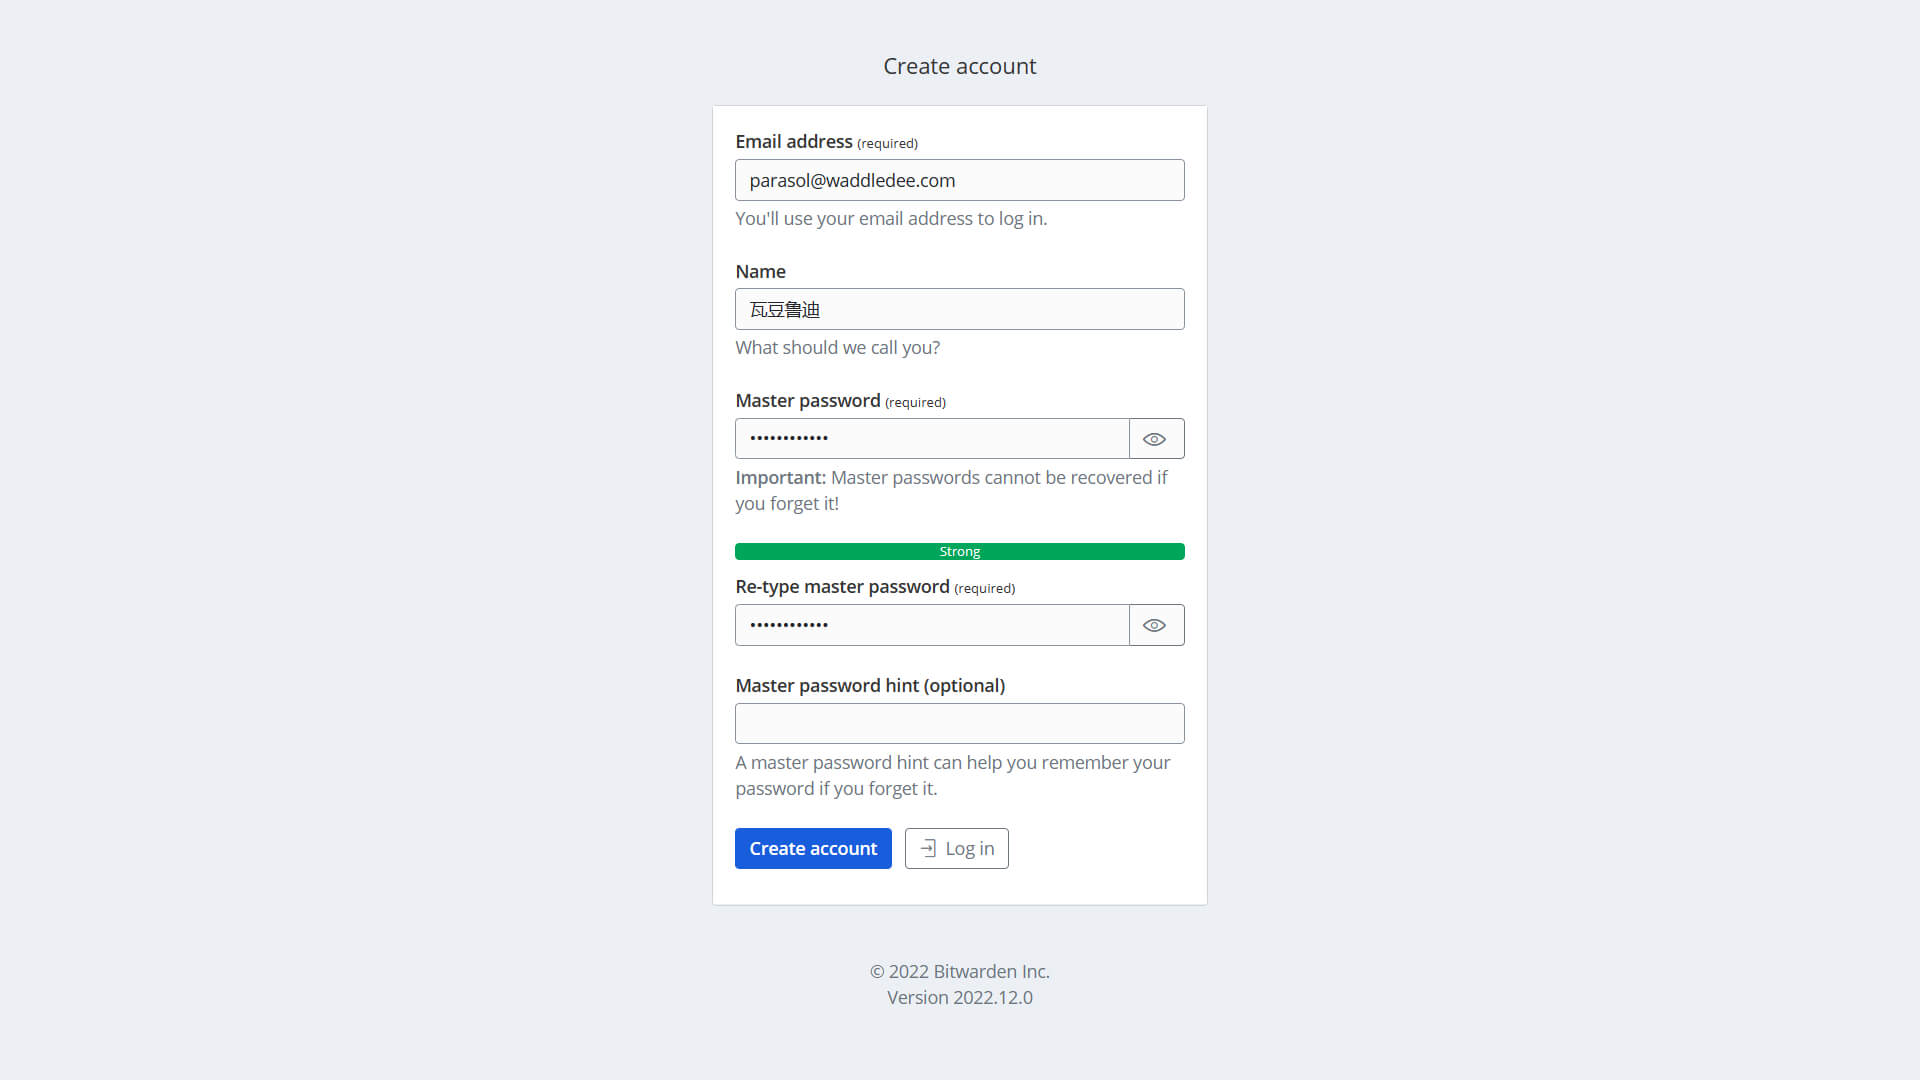 Create account
Email address (required)
parasol@waddledee.com
You'll use your email address to log in.
Name
瓦豆鲁迪
What should we call you?
Master password (required)
••••••••••••
Important: Master passwords cannot be recovered if
you forget it!
Strong
Re-type master password (required)
••••••••••••
Master password hint (optional)
A master password hint can help you remember your
password if you forget it.
Create account
Log in
© 2022 Bitwarden Inc.
Version 2022.12.0